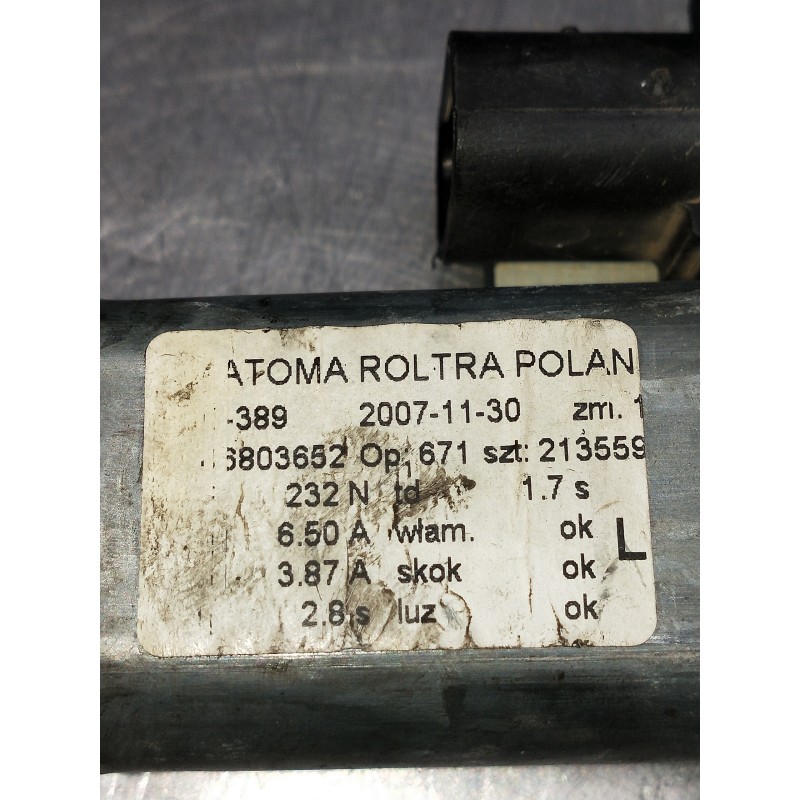 ATOMA ROLTRA POLAN
-389 2007-11-30 zm. 1
6803652 Op. 671 szt: 213559
232 N td 1.7 s
6.50 A włam. ok
3.87 A skok ok L
2.8 s luz ok